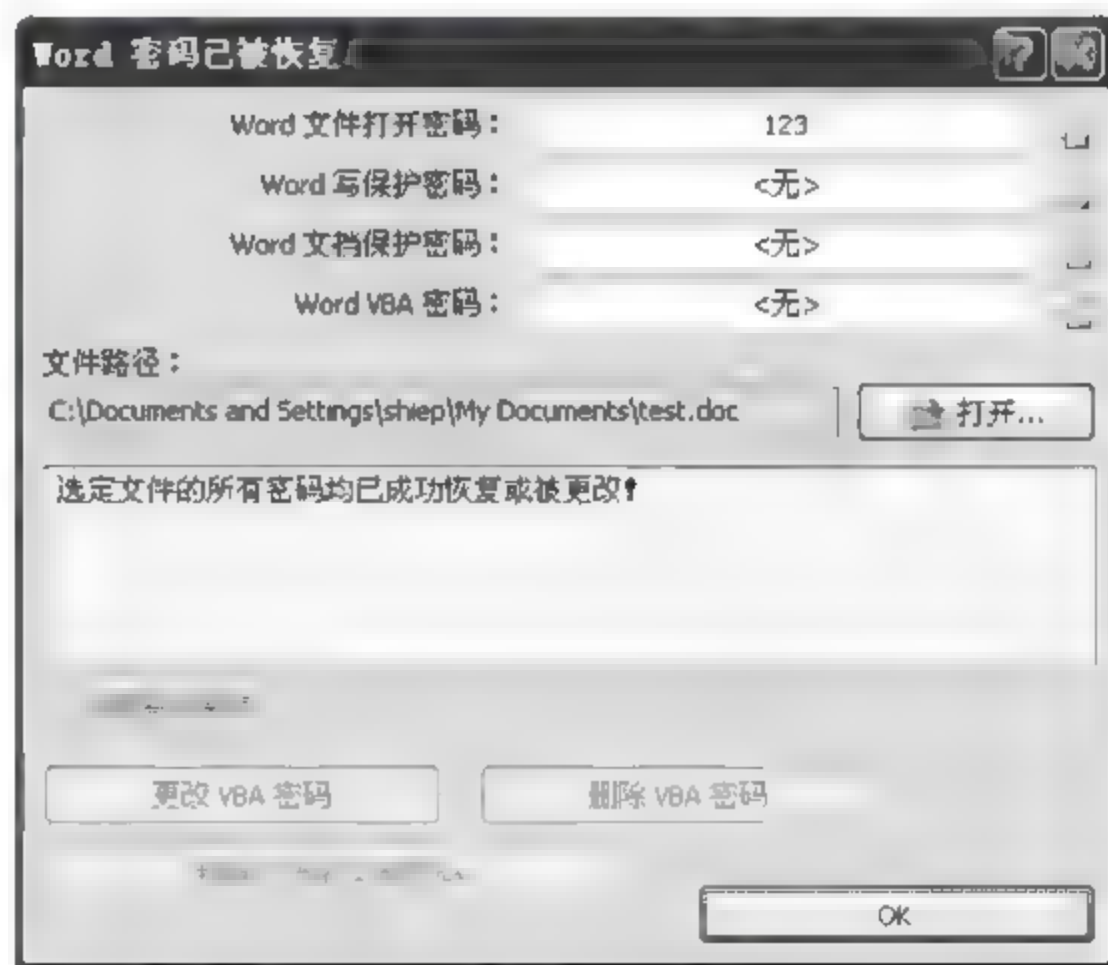 Word 密码已被恢复
Word 文件打开密码： 123
Word 写保护密码： <无>
Word 文档保护密码： <无>
Word VBA 密码： <无>
文件路径：
C:\Documents and Settings\shiep\My Documents\test.doc 打开...
选定文件的所有密码均已成功恢复或被更改！
更改 VBA 密码 删除 VBA 密码
OK